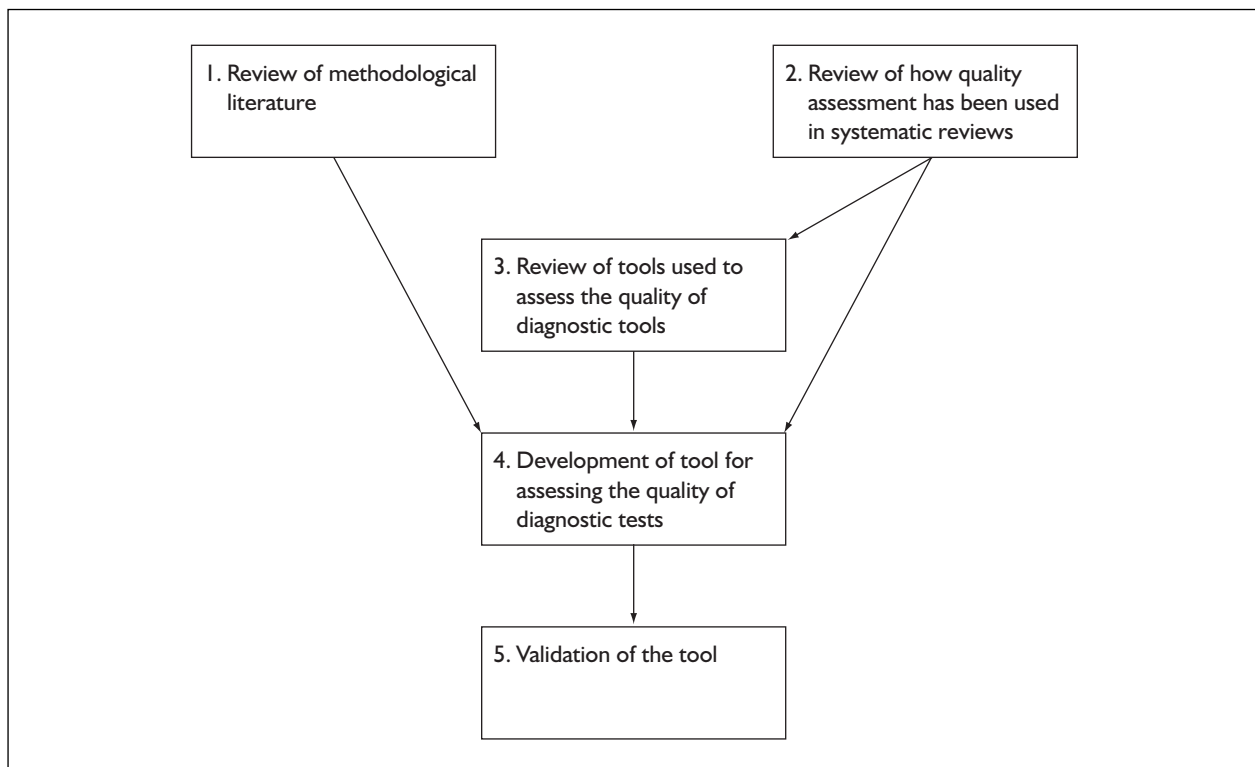 1. Review of methodological
literature
2. Review of how quality
assessment has been used
in systematic reviews
3. Review of tools used to
assess the quality of
diagnostic tools
4. Development of tool for
assessing the quality of
diagnostic tests
5. Validation of the tool